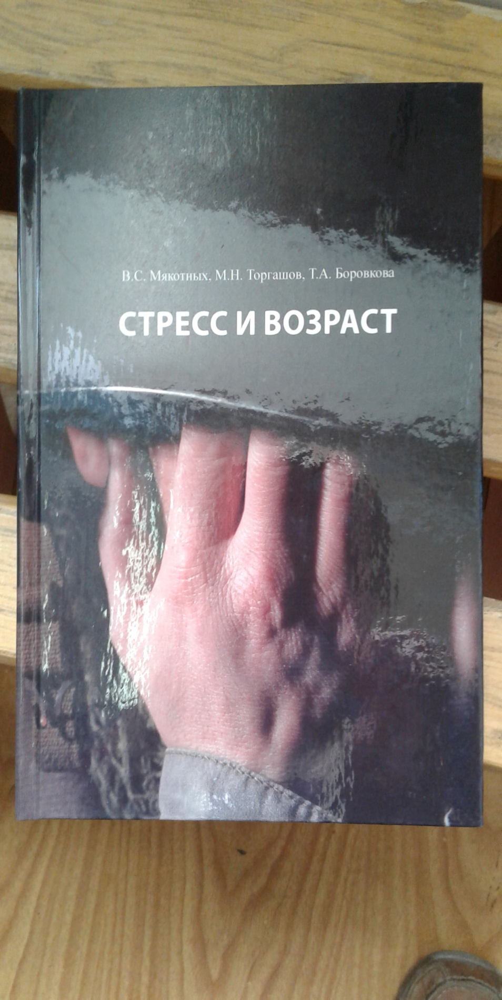 В.С. Мякотных, М.Н. Торгашов, Т.А. Боровкова
СТРЕСС И ВОЗРАСТ